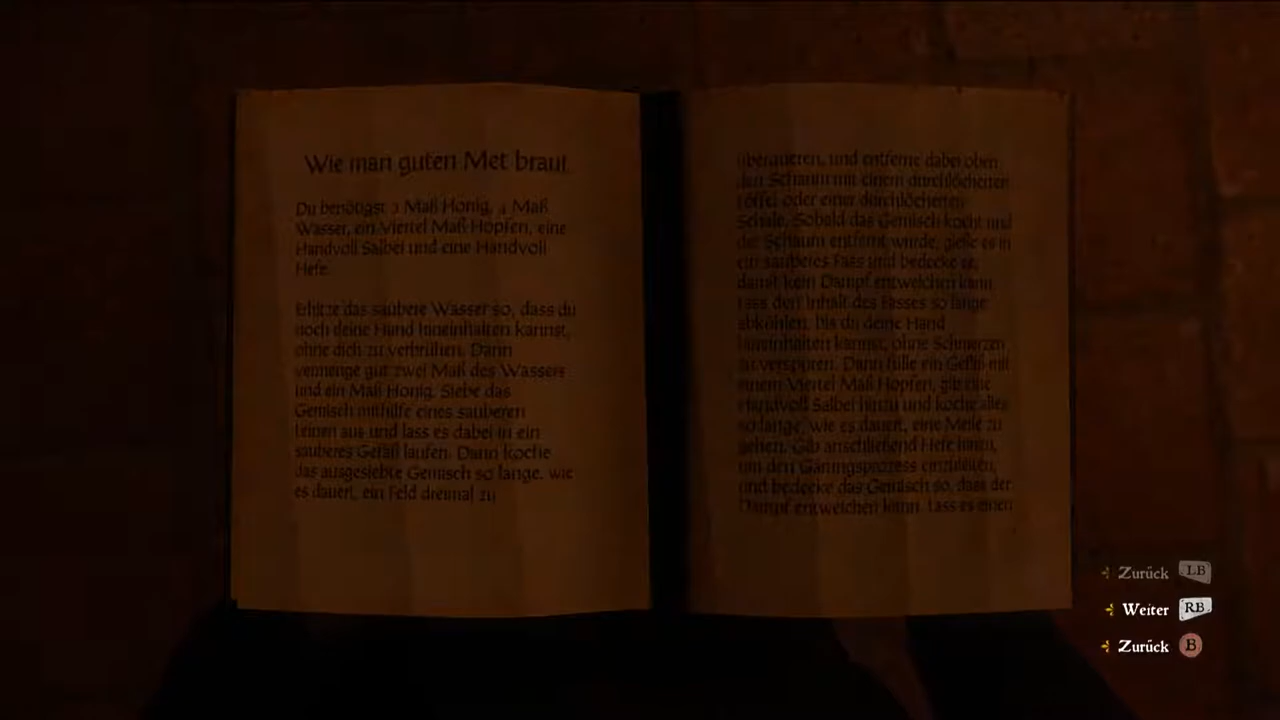 Wie man guten Met braut
Du benötigst 2 Maß Honig, 4 Maß
Wasser, ein Viertel Maß Hopfen, eine
Handvoll Salbei und eine Handvoll
Hefe.
Erhitze das saubere Wasser so, dass du
noch deine Hand hineinhalten kannst,
ohne dich zu verbrühen. Dann
vermenge gut zwei Maß des Wassers
und ein Maß Honig. Siebe das
Gemisch mithilfe eines sauberen
Leinen aus und lass es dabei in ein
sauberes Gefäß laufen. Dann koche
das ausgesiebte Gemisch so lange, wie
es dauert, ein Feld dreimal zu
überqueren, und entferne dabei oben
den Schaum mit einem durchlöcherten
Löffel oder einer durchlöcherten
Schale. Sobald das Gemisch kocht und
der Schaum entfernt wurde, gieße es in
ein sauberes Fass und bedecke es,
damit kein Dampf entweichen kann.
Lass den Inhalt des Fasses so lange
abkühlen, bis du deine Hand
hineinhalten kannst, ohne Schmerzen
zu verspüren. Dann fülle ein Gefäß mit
einem Viertel Maß Hopfen, gib eine
Handvoll Salbei hinzu und koche alles
so lange, wie es dauert, eine Meile zu
gehen. Gib anschließend Hefe hinzu,
um den Gärungsprozess einzuleiten,
und bedecke das Gemisch so, dass der
Dampf entweichen kann. Lass es einen
Zurück LB
Weiter RB
Zurück B